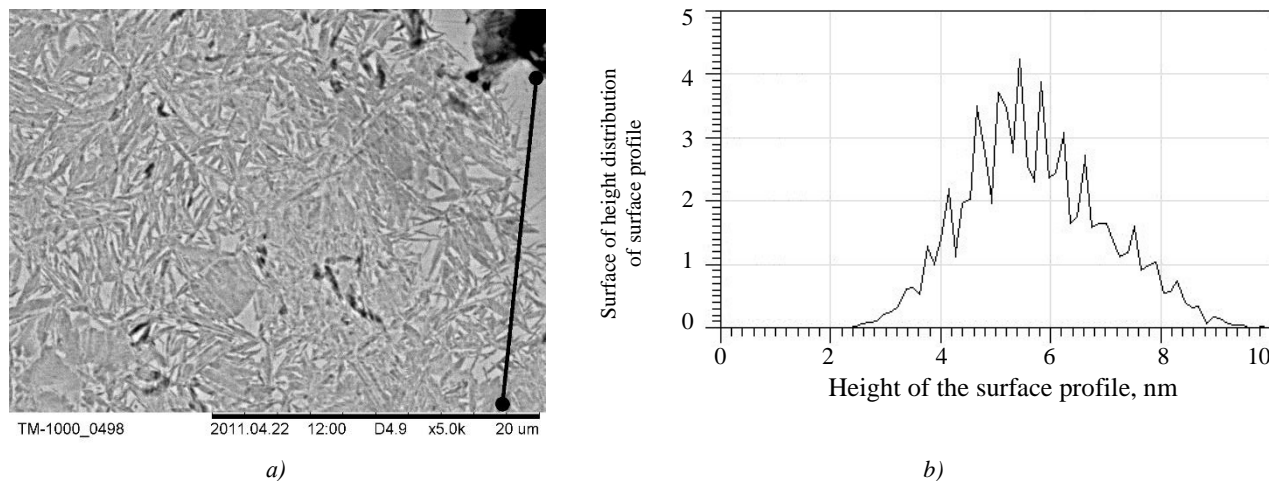 TM-1000_0498 2011.04.22 12:00 D4.9 x5.0k 20 um
a)
Surface of height distribution
of surface profile
5
4
3
2
1
0
0 2 4 6 8 10
Height of the surface profile, nm
b)